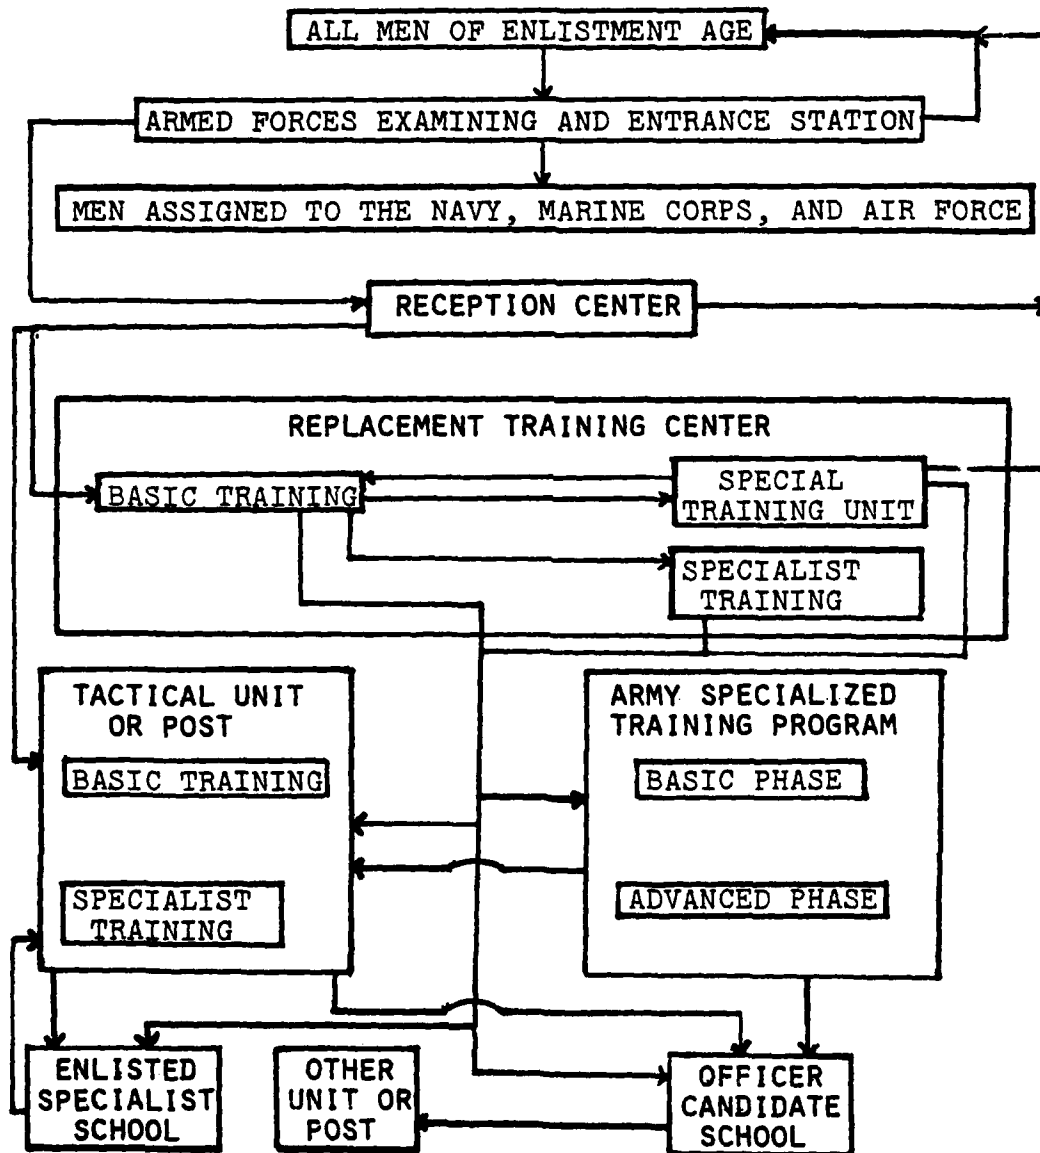 ALL MEN OF ENLISTMENT AGE
ARMED FORCES EXAMINING AND ENTRANCE STATION
MEN ASSIGNED TO THE NAVY, MARINE CORPS, AND AIR FORCE
RECEPTION CENTER
REPLACEMENT TRAINING CENTER
BASIC TRAINING
SPECIAL
TRAINING UNIT
SPECIALIST
TRAINING
TACTICAL UNIT
OR POST
BASIC TRAINING
SPECIALIST
TRAINING
ARMY SPECIALIZED
TRAINING PROGRAM
BASIC PHASE
ADVANCED PHASE
ENLISTED
SPECIALIST
SCHOOL
OTHER
UNIT OR
POST
OFFICER
CANDIDATE
SCHOOL